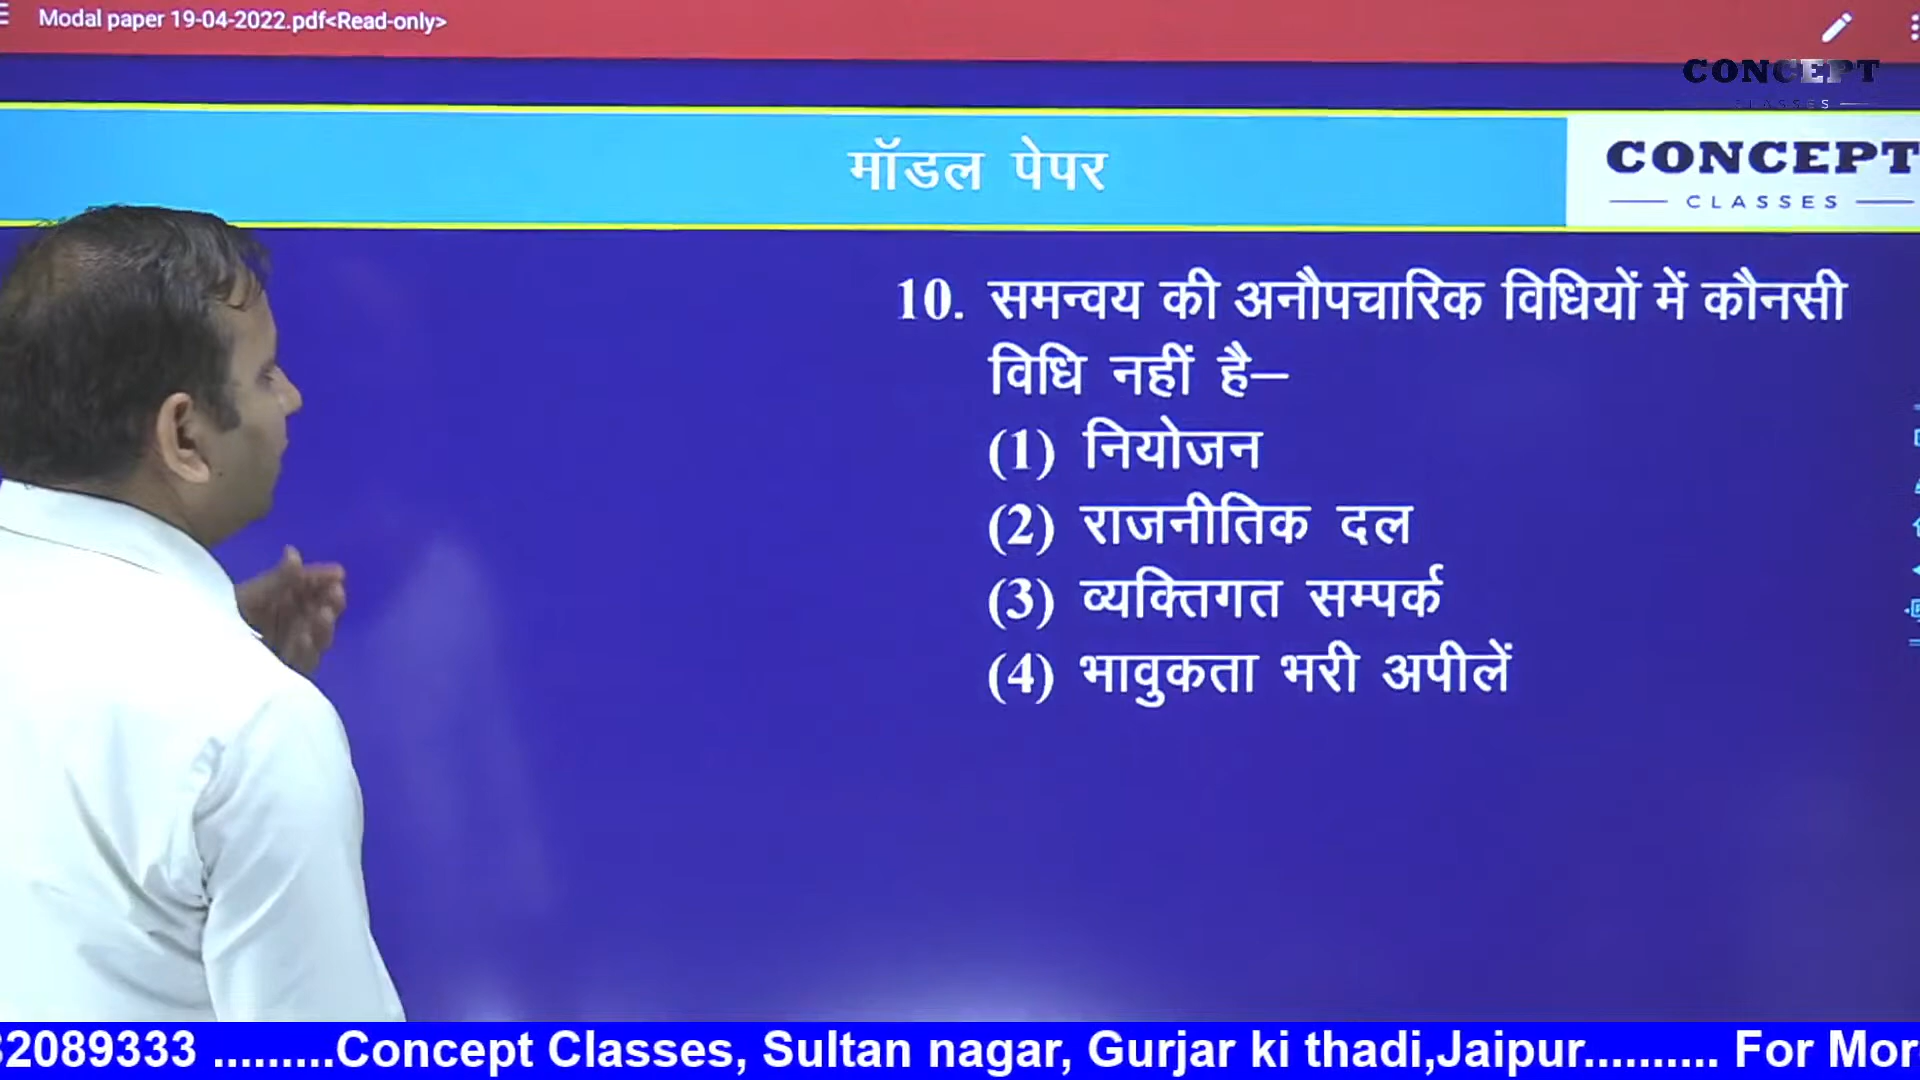 Modal paper 19-04-2022.pdf<Read-only>
CONCEPT
CLASSES
मॉडल पेपर
CONCEPT
CLASSES
10. समन्वय की अनौपचारिक विधियों में कौनसी
विधि नहीं है–
(1) नियोजन
(2) राजनीतिक दल
(3) व्यक्तिगत सम्पर्क
(4) भावुकता भरी अपीलें
32089333 .........Concept Classes, Sultan nagar, Gurjar ki thadi,Jaipur.......... For Mor